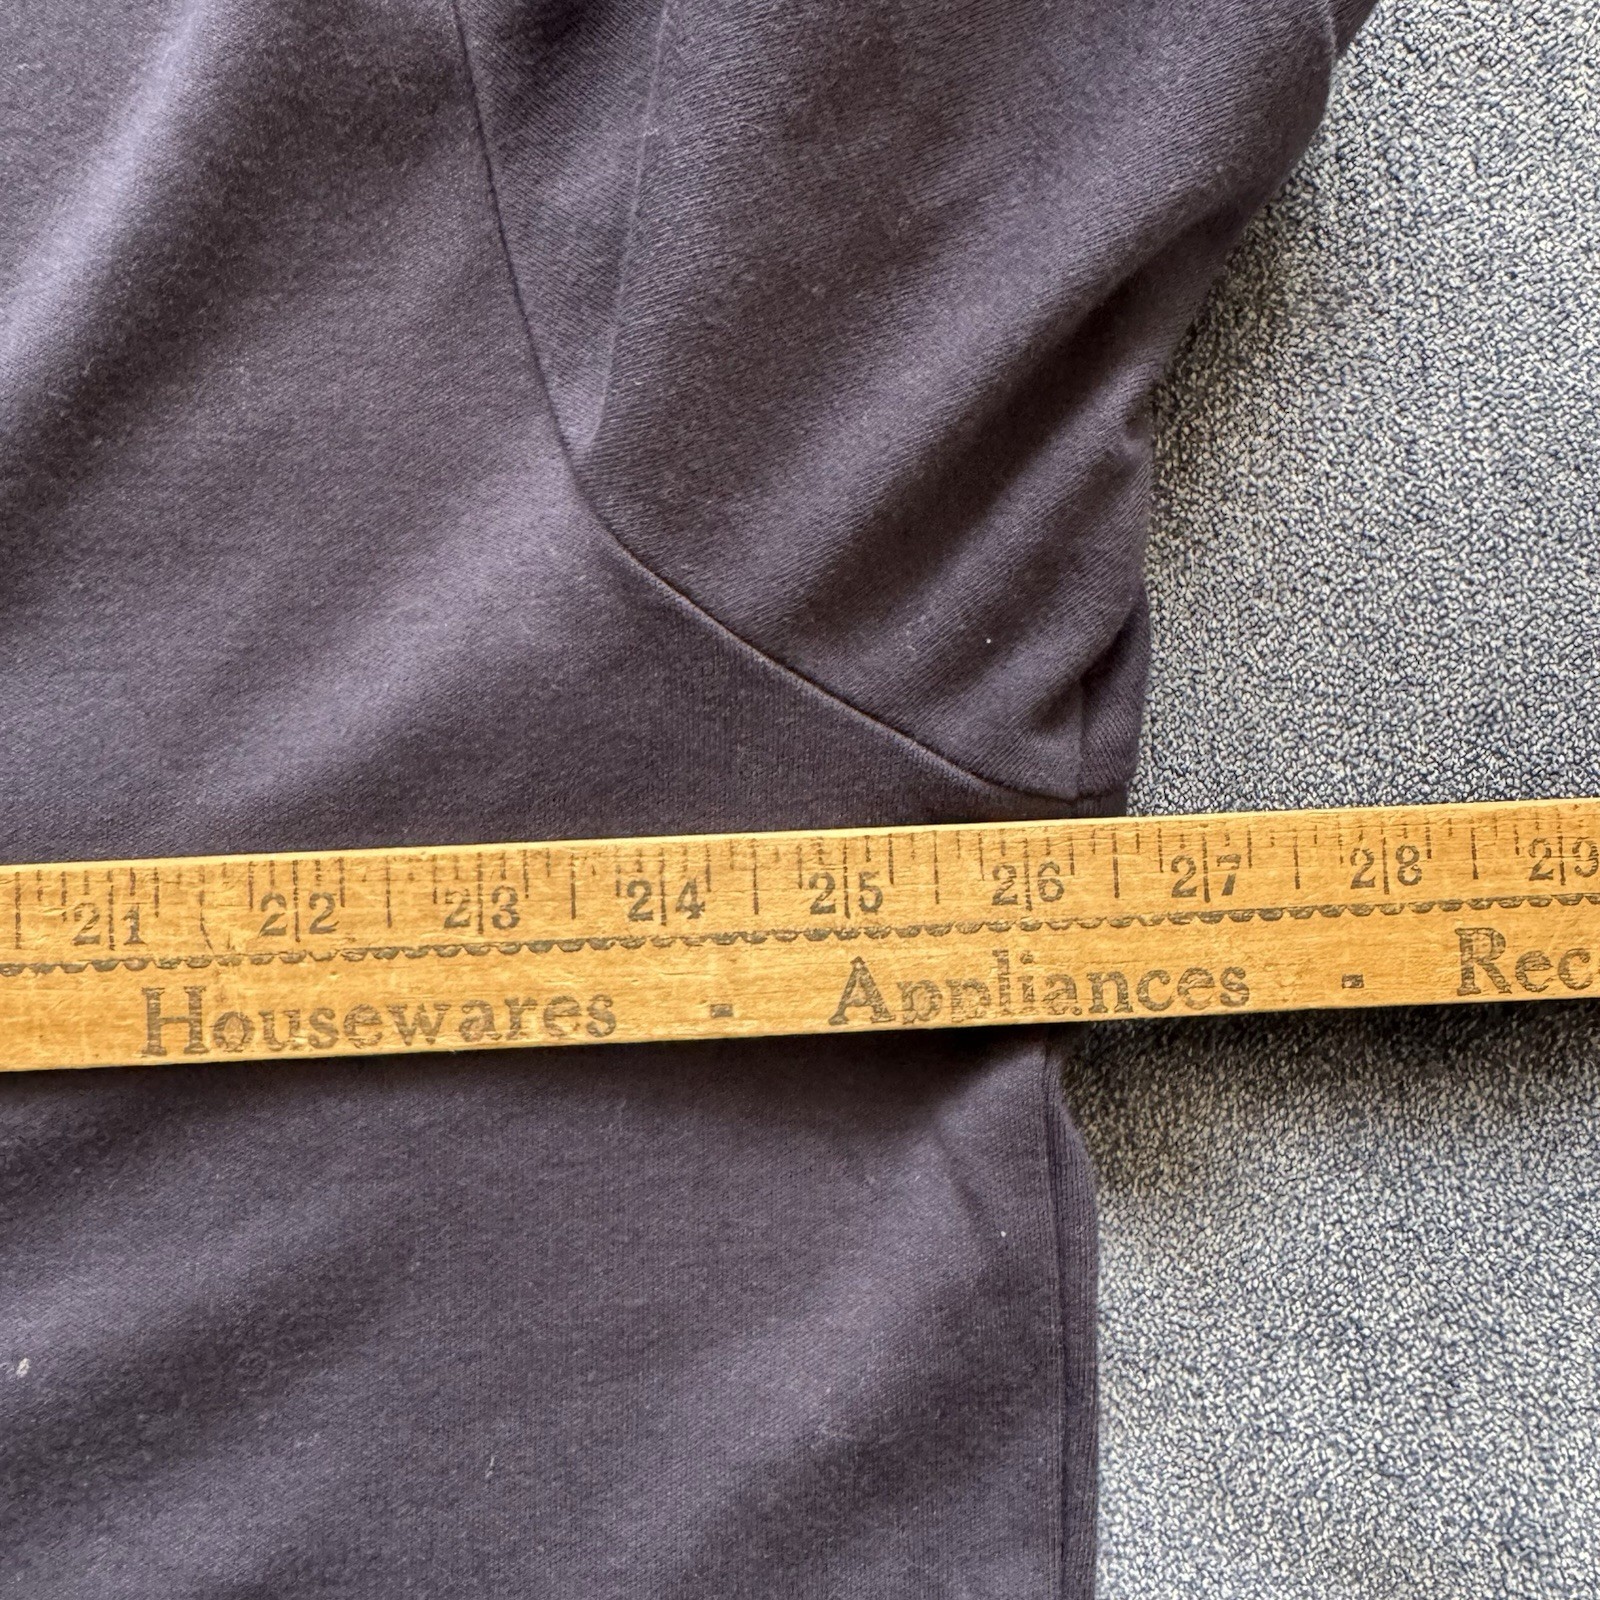 21 22 23 24 25 26 27 28 29
Housewares - Appliances - Rec